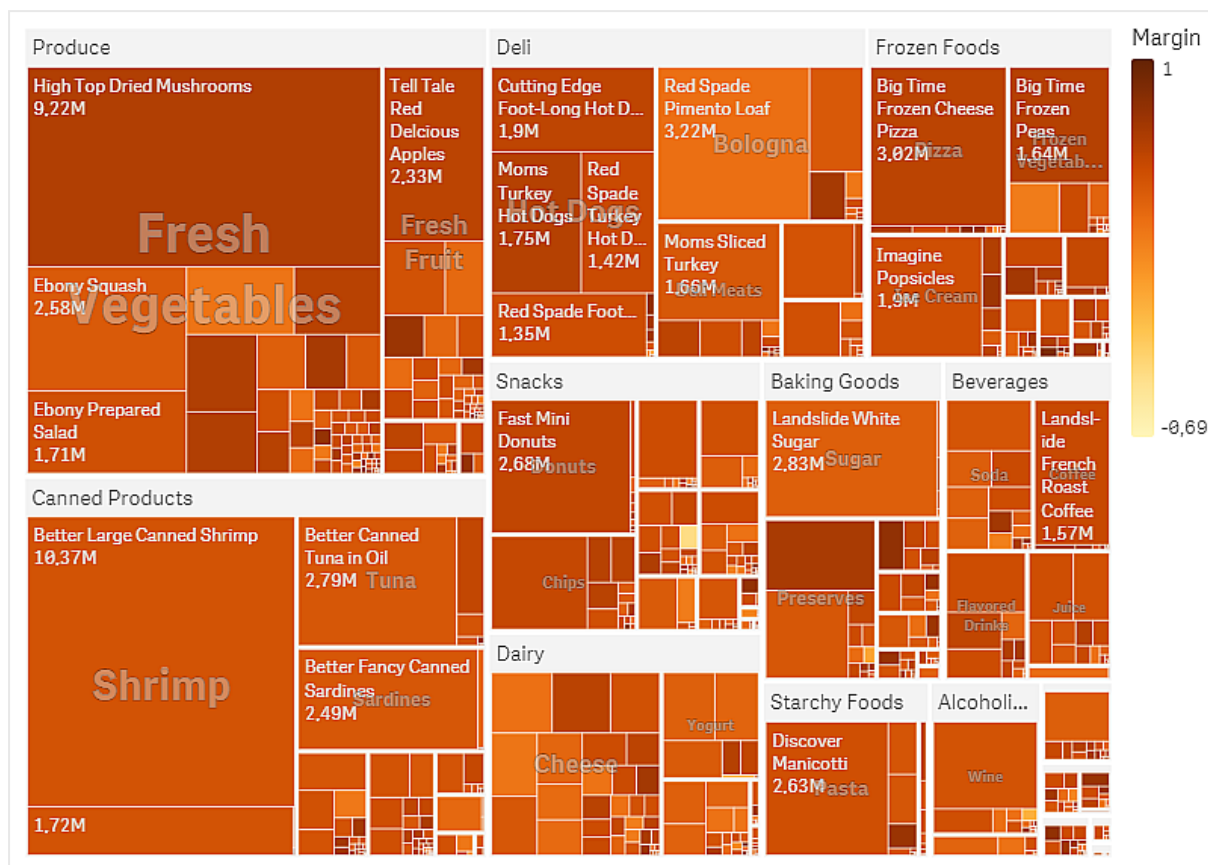 Produce
High Top Dried Mushrooms
9,22M
Fresh
Vegetables
Ebony Squash
2,58M
Ebony Prepared
Salad
1,71M
Tell Tale
Red
Delcious
Apples
2,33M
Fresh
Fruit
Canned Products
Better Large Canned Shrimp
10,37M
Shrimp
1,72M
Better Canned
Tuna in Oil
2,79M
Tuna
Better Fancy Canned
Sardines
2,49M
Sardines
Deli
Cutting Edge
Foot-Long Hot D...
1,9M
Moms
Turkey
Hot Dogs
1,75M
Red
Spade
Turkey
Hot D...
1,42M
Hot Dogs
Red Spade Foot...
1,35M
Red Spade
Pimento Loaf
3,22M
Bologna
Moms Sliced
Turkey
1,66M
Deli Meats
Frozen Foods
Big Time
Frozen Cheese
Pizza
3,02M
Pizza
Big Time
Frozen
Peas
1,64M
Frozen
Vegetab...
Imagine
Popsicles
1,9M
Ice Cream
Snacks
Fast Mini
Donuts
2,68M
Donuts
Chips
Baking Goods
Landslide White
Sugar
2,83M
Sugar
Preserves
Beverages
Soda
Landsl-
ide
French
Roast
Coffee
1,57M
Coffee
Flavored
Drinks
Juice
Dairy
Cheese
Yogurt
Starchy Foods
Discover
Manicotti
2,63M
Pasta
Alcoholi...
Wine
Margin
1
-0,69